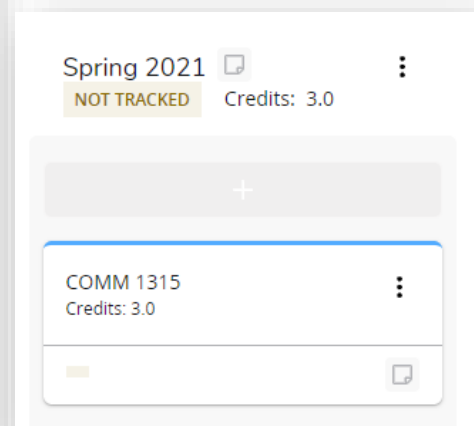 Spring 2021
NOT TRACKED Credits: 3.0
+
COMM 1315
Credits: 3.0